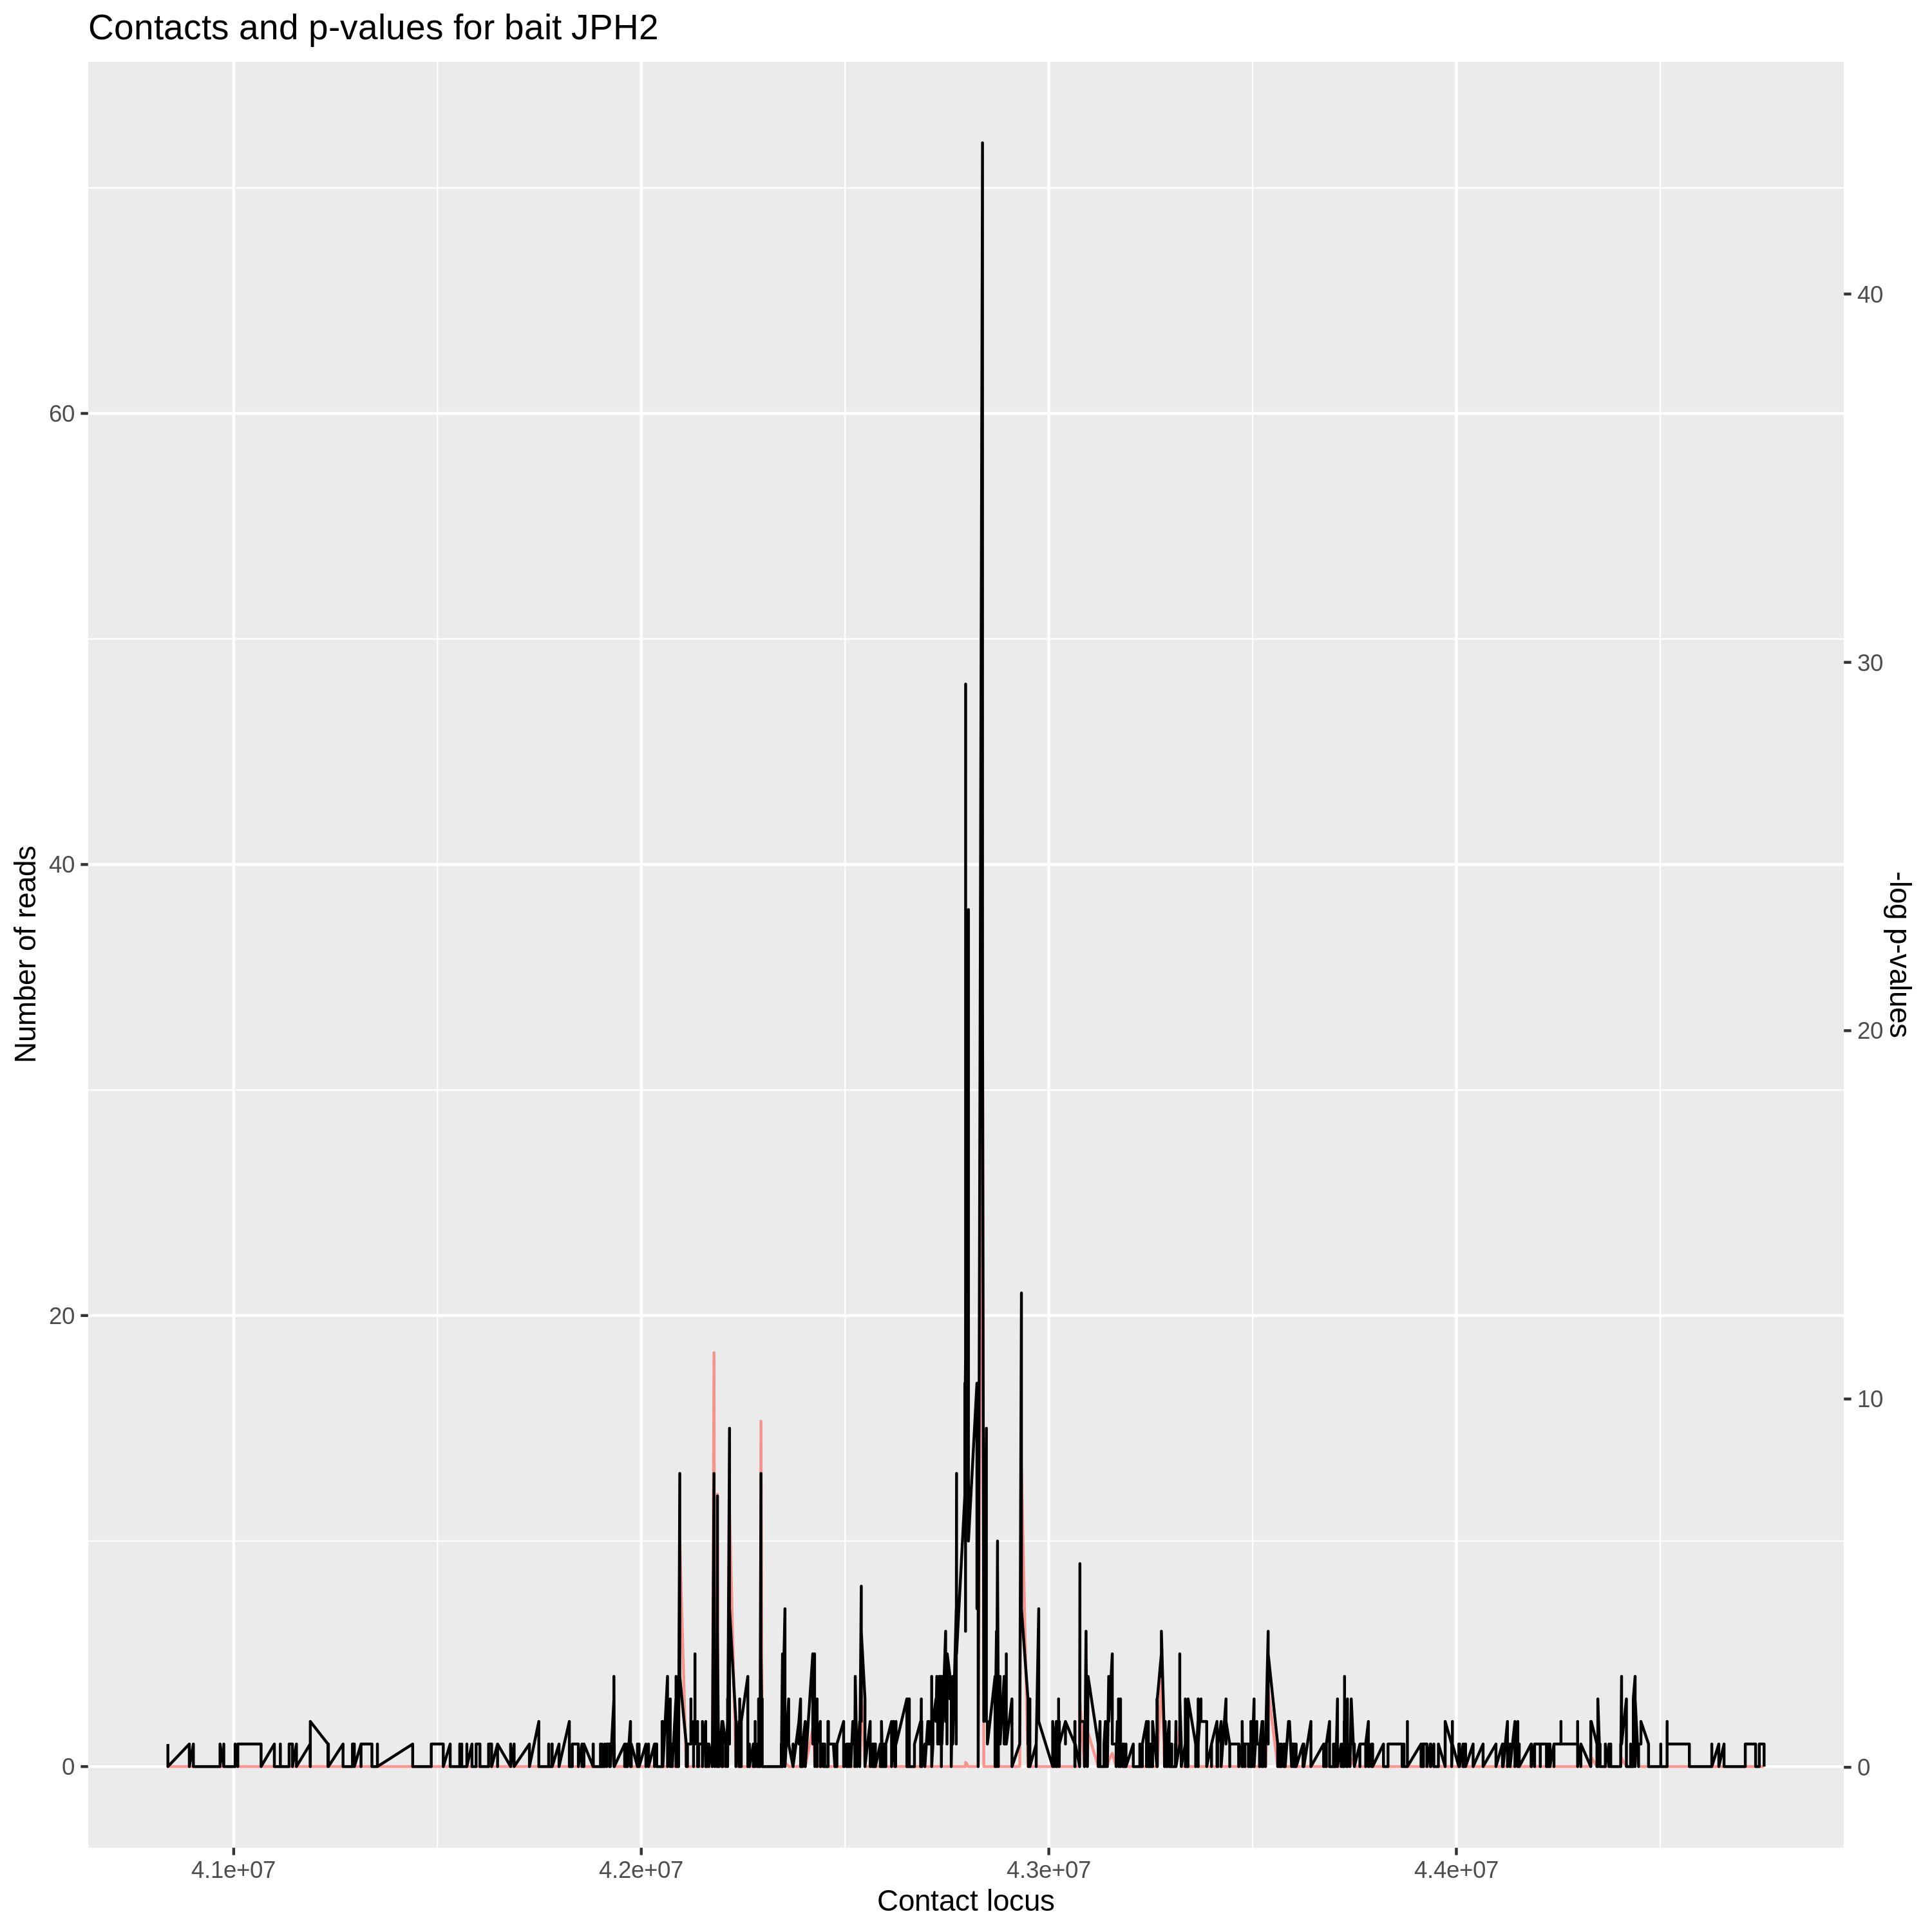 Contacts and p-values for bait JPH2
Number of reads
60
40
20
0
40
30
20
10
0
-log p-values
4.1e+07 4.2e+07 4.3e+07 4.4e+07
Contact locus